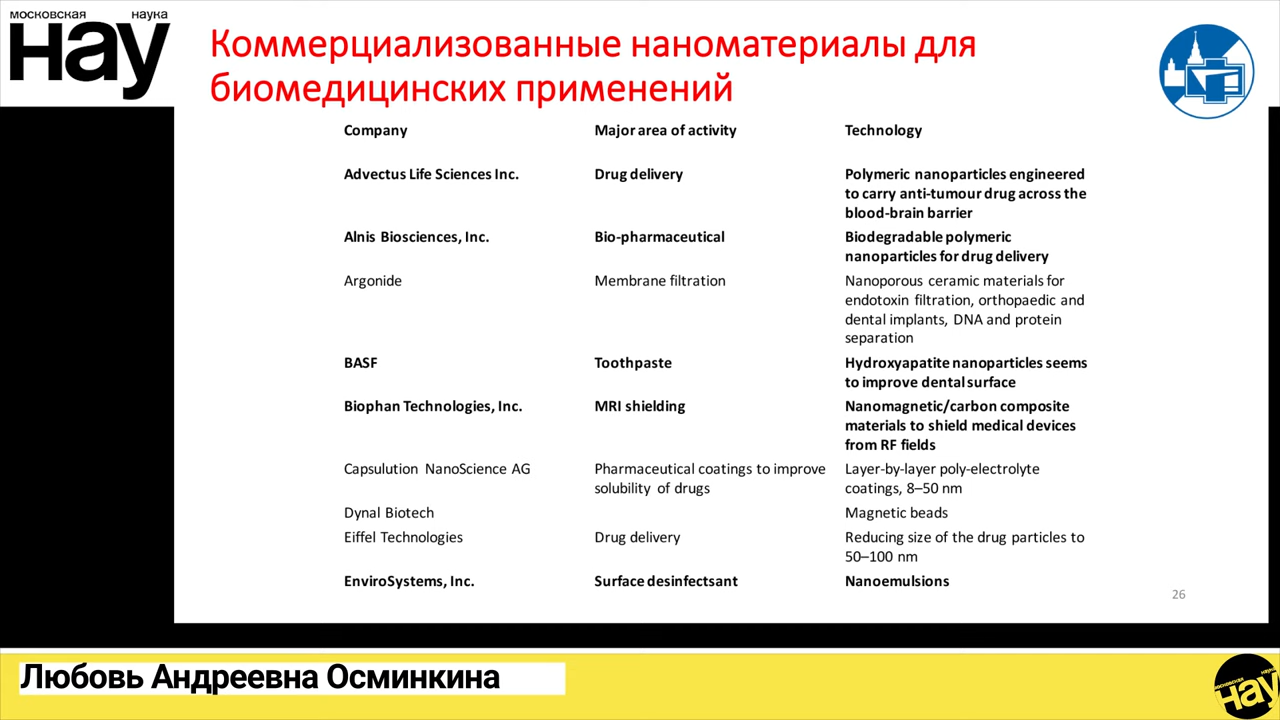 московская наука
нау
Коммерциализованные наноматериалы для
биомедицинских применений
Company Major area of activity Technology
Advectus Life Sciences Inc. Drug delivery Polymeric nanoparticles engineered
to carry anti-tumour drug across the
blood-brain barrier
Alnis Biosciences, Inc. Bio-pharmaceutical Biodegradable polymeric
nanoparticles for drug delivery
Argonide Membrane filtration Nanoporous ceramic materials for
endotoxin filtration, orthopaedic and
dental implants, DNA and protein
separation
BASF Toothpaste Hydroxyapatite nanoparticles seems
to improve dental surface
Biophan Technologies, Inc. MRI shielding Nanomagnetic/carbon composite
materials to shield medical devices
from RF fields
Capsulution NanoScience AG Pharmaceutical coatings to improve Layer-by-layer poly-electrolyte
solubility of drugs coatings, 8–50 nm
Dynal Biotech Magnetic beads
Eiffel Technologies Drug delivery Reducing size of the drug particles to
50–100 nm
EnviroSystems, Inc. Surface desinfectsant Nanoemulsions
26
Любовь Андреевна Осминкина
московская наука
нау